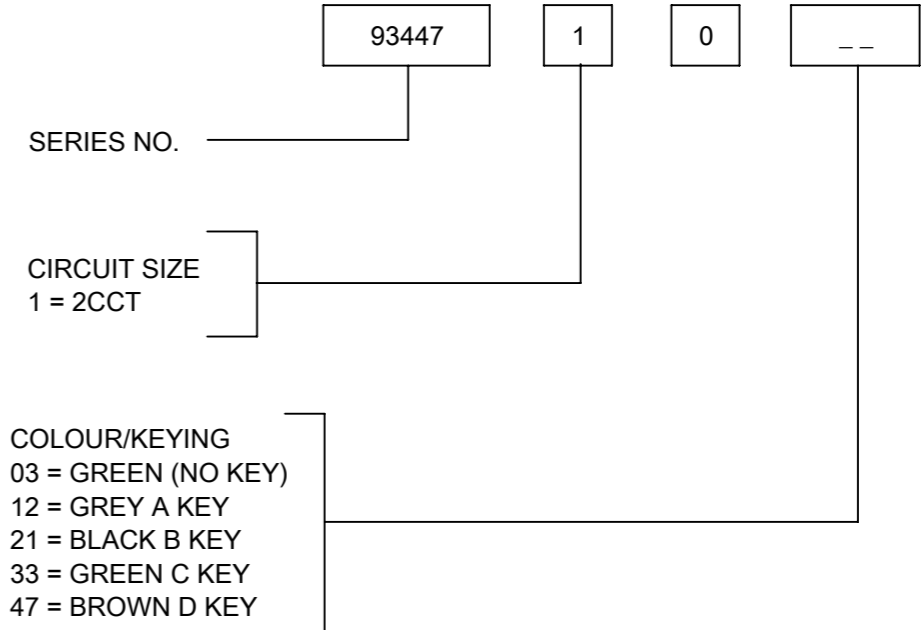 93447 1 0 _ _
SERIES NO.
CIRCUIT SIZE
1 = 2CCT
COLOUR/KEYING
03 = GREEN (NO KEY)
12 = GREY A KEY
21 = BLACK B KEY
33 = GREEN C KEY
47 = BROWN D KEY